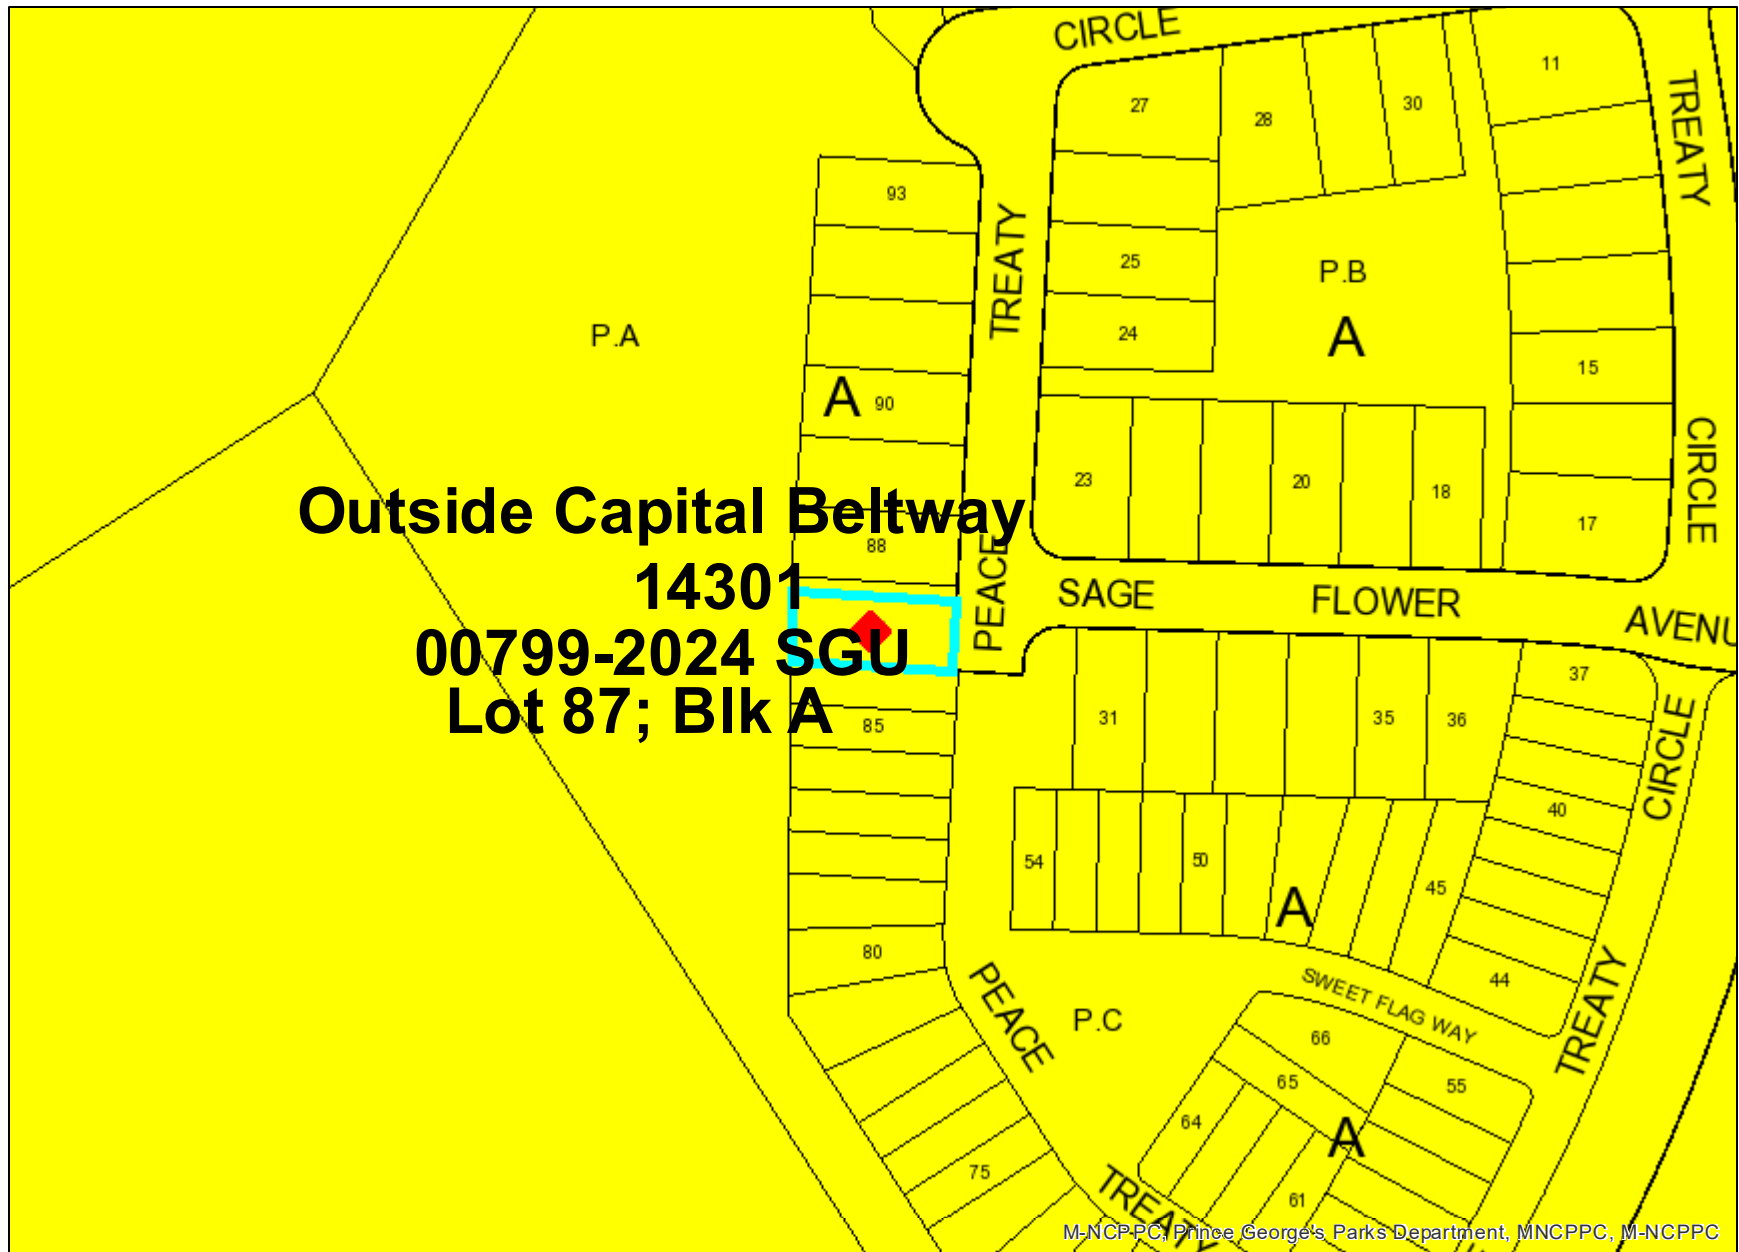 CIRCLE
11
27
28
30
TREATY
93
TREATY
25
P.B
A
24
P.A
15
A
90
CIRCLE
23
20
18
17
Outside Capital Beltway
88
14301
PEACE
SAGE
FLOWER
AVENU
00799-2024 SGU
Lot 87; Blk A
85
31
35
36
37
CIRCLE
40
54
50
45
A
80
44
SWEET FLAG WAY
PEACE
P.C
TREATY
66
65
55
64
A
75
61
TREATY
M-NCPPC, Prince George's Parks Department, MNCPPC, M-NCPPC